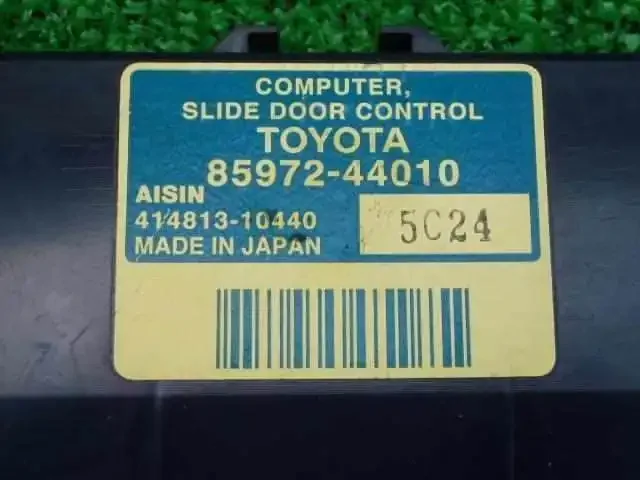 COMPUTER,
SLIDE DOOR CONTROL
TOYOTA
85972-44010
AISIN
414813-10440
MADE IN JAPAN
5C24